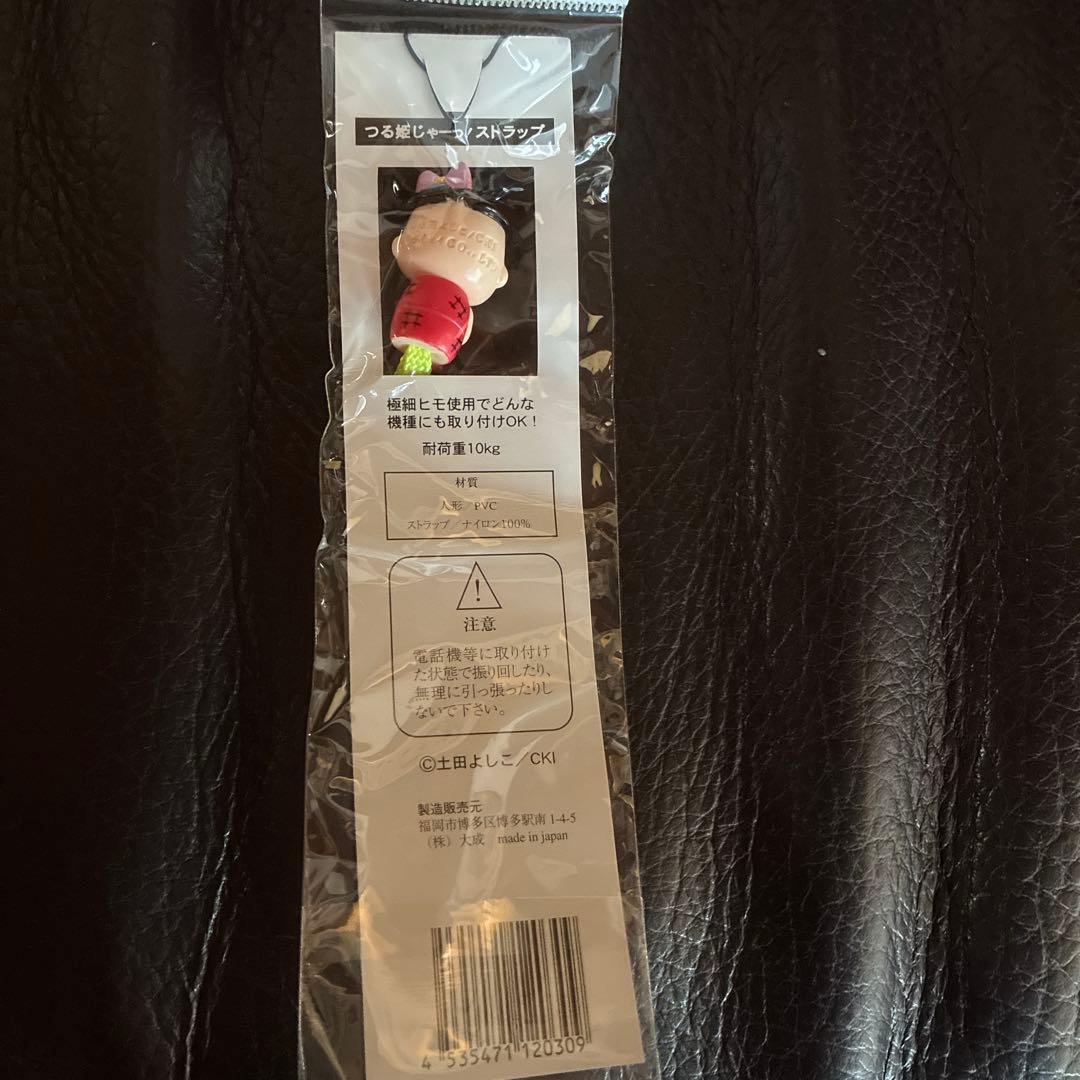 つる姫じゃーっ!ストラップ
極細ヒモ使用でどんな
機種にも取り付けOK！
耐荷重10kg
材質
人形／PVC
ストラップ／ナイロン100%
!
注意
電話機等に取り付け
た状態で振り回したり、
無理に引っ張ったりし
ないで下さい。
©土田よしこ／CKI
製造販売元
福岡市博多区博多駅南1-4-5
（株）大成　made in japan
4 535471 120309